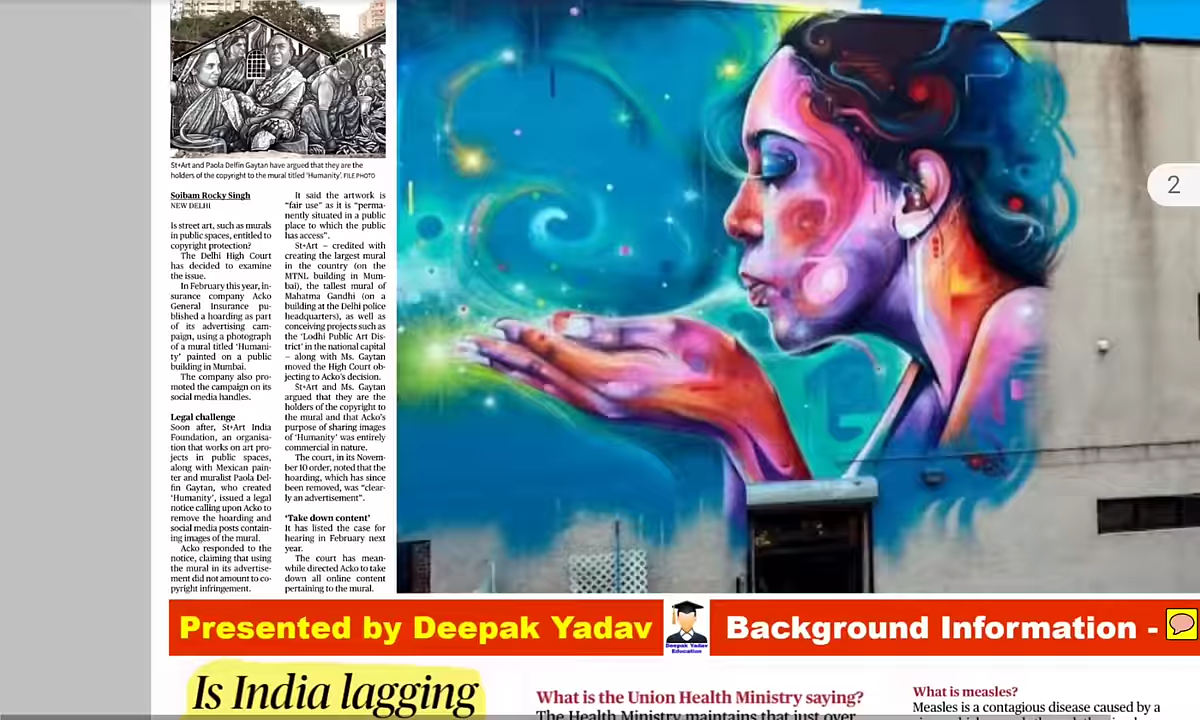 St+Art and Paola Delfin Gaytan have argued that they are the
holders of the copyright to the mural titled 'Humanity'. FILE PHOTO
Soibam Rocky Singh
NEW DELHI
Is street art, such as murals
in public spaces, entitled to
copyright protection?
The Delhi High Court
has decided to examine
the issue.
In February this year, in-
surance company Acko
General Insurance pu-
blished a hoarding as part
of its advertising cam-
paign, using a photograph
of a mural titled 'Humani-
ty' painted on a public
building in Mumbai.
The company also pro-
moted the campaign on its
social media handles.
Legal challenge
Soon after, St+Art India
Foundation, an organisa-
tion that works on art pro-
jects in public spaces,
along with Mexican pain-
ter and muralist Paola Del-
fin Gaytan, who created
'Humanity', issued a legal
notice calling upon Acko to
remove the hoarding and
social media posts contain-
ing images of the mural.
Acko responded to the
notice, claiming that using
the mural in its advertise-
ment did not amount to co-
pyright infringement.
It said the artwork is
"fair use" as it is "perma-
nently situated in a public
place to which the public
has access".
St+Art – credited with
creating the largest mural
in the country (on the
MTNL building in Mum-
bai), the tallest mural of
Mahatma Gandhi (on a
building at the Delhi police
headquarters), as well as
conceiving projects such as
the 'Lodhi Public Art Dis-
trict' in the national capital
– along with Ms. Gaytan
moved the High Court ob-
jecting to Acko's decision.
St+Art and Ms. Gaytan
argued that they are the
holders of the copyright to
the mural and that Acko's
purpose of sharing images
of 'Humanity' was entirely
commercial in nature.
The court, in its Novem-
ber 10 order, noted that the
hoarding, which has since
been removed, was "clear-
ly an advertisement".
'Take down content'
It has listed the case for
hearing in February next
year.
The court has mean-
while directed Acko to take
down all online content
pertaining to the mural.
2
Presented by Deepak Yadav
Deepak Yadav
Education
Background Information -
Is India lagging
What is the Union Health Ministry saying?
The Health Ministry maintains that just over
What is measles?
Measles is a contagious disease caused by a